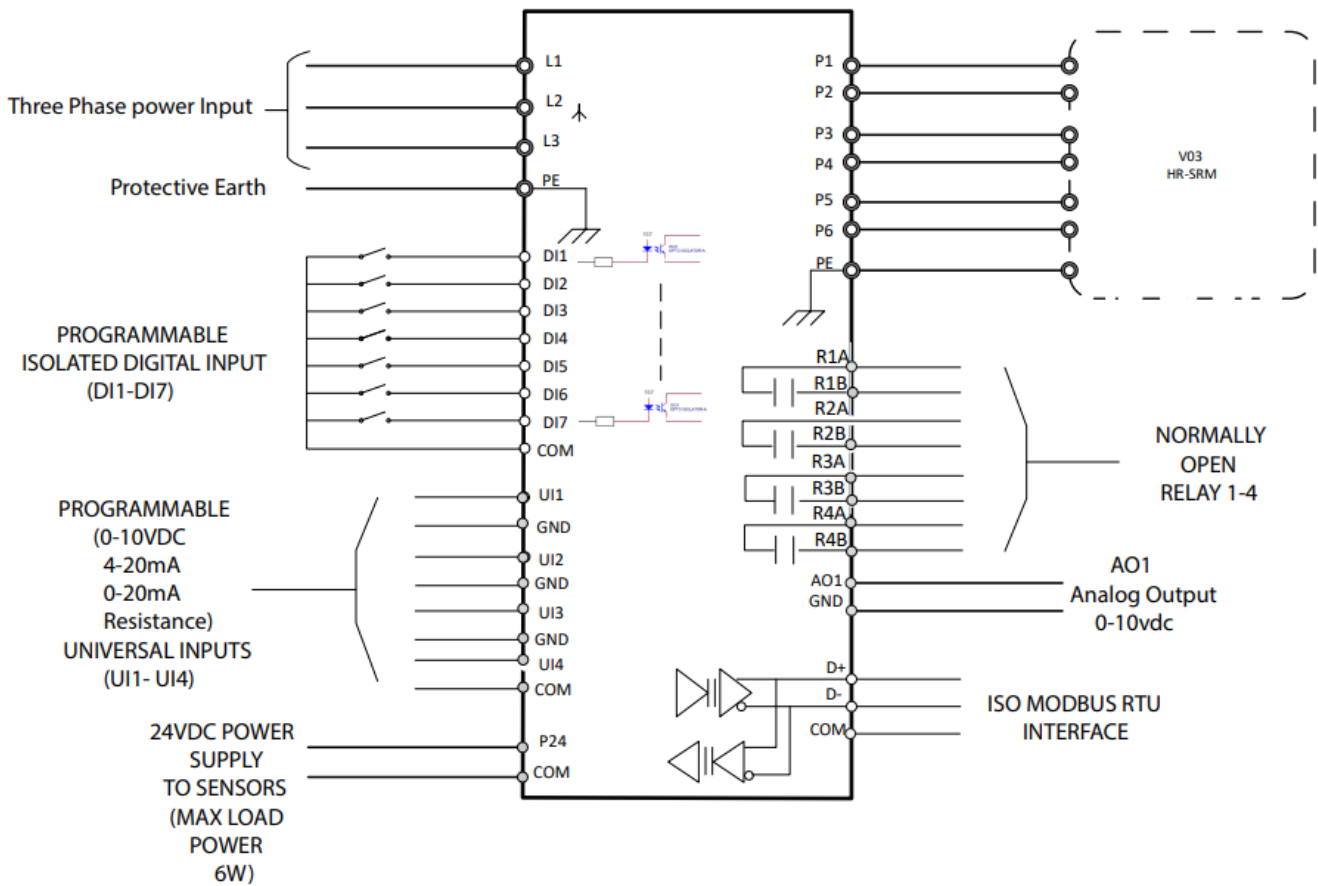 Three Phase power Input
L1
L2
L3
Protective Earth
PE
PROGRAMMABLE
ISOLATED DIGITAL INPUT
(DI1-DI7)
DI1
DI2
DI3
DI4
DI5
DI6
DI7
COM
PROGRAMMABLE
(0-10VDC
4-20mA
0-20mA
Resistance)
UNIVERSAL INPUTS
(UI1- UI4)
UI1
GND
UI2
GND
UI3
GND
UI4
COM
24VDC POWER
SUPPLY
TO SENSORS
(MAX LOAD
POWER
6W)
P24
COM
P1
P2
P3
P4
P5
P6
PE
V03
HR-SRM
R1A
R1B
R2A
R2B
R3A
R3B
R4A
R4B
NORMALLY
OPEN
RELAY 1-4
AO1
GND
AO1
Analog Output
0-10vdc
D+
D-
COM
ISO MODBUS RTU
INTERFACE